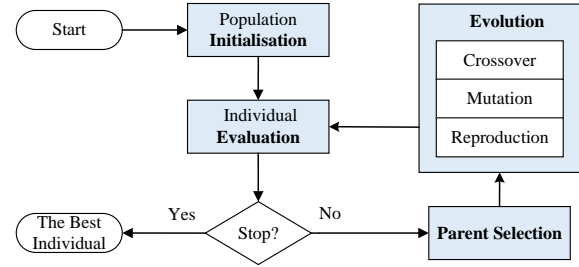 Start
Population
Initialisation
Evolution
Crossover
Mutation
Reproduction
Individual
Evaluation
Yes
No
The Best
Individual
Stop?
Parent Selection